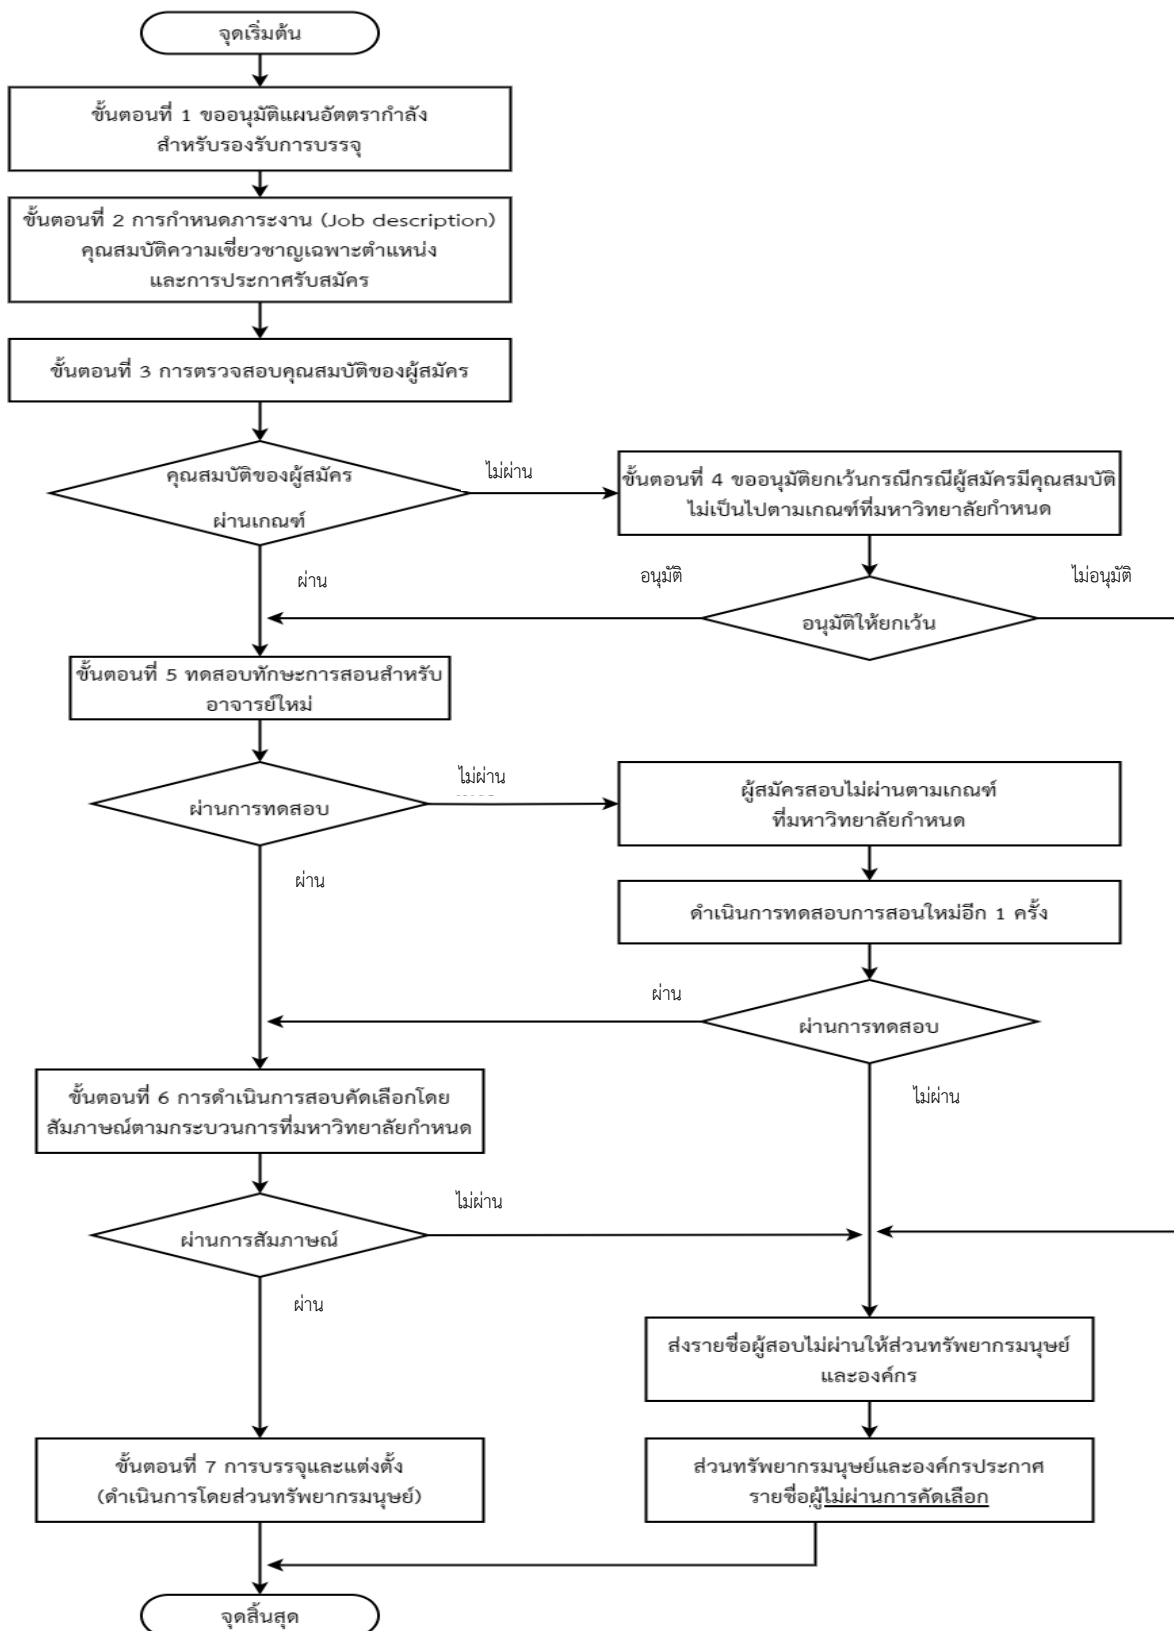 จุดเริ่มต้น
ขั้นตอนที่ 1 ขออนุมัติแผนอัตตรากำลัง
สำหรับรองรับการบรรจุ
ขั้นตอนที่ 2 การกำหนดภาระงาน (Job description)
คุณสมบัติความเชี่ยวชาญเฉพาะตำแหน่ง
และการประกาศรับสมัคร
ขั้นตอนที่ 3 การตรวจสอบคุณสมบัติของผู้สมัคร
คุณสมบัติของผู้สมัคร
ผ่านเกณฑ์
ไม่ผ่าน
ขั้นตอนที่ 4 ขออนุมัติยกเว้นกรณีกรณีผู้สมัครมีคุณสมบัติ
ไม่เป็นไปตามเกณฑ์ที่มหาวิทยาลัยกำหนด
ผ่าน
อนุมัติ
ไม่อนุมัติ
อนุมัติให้ยกเว้น
ขั้นตอนที่ 5 ทดสอบทักษะการสอนสำหรับ
อาจารย์ใหม่
ผ่านการทดสอบ
ไม่ผ่าน
ผู้สมัครสอบไม่ผ่านตามเกณฑ์
ที่มหาวิทยาลัยกำหนด
ผ่าน
ดำเนินการทดสอบการสอนใหม่อีก 1 ครั้ง
ผ่าน
ผ่านการทดสอบ
ไม่ผ่าน
ขั้นตอนที่ 6 การดำเนินการสอบคัดเลือกโดย
สัมภาษณ์ตามกระบวนการที่มหาวิทยาลัยกำหนด
ผ่านการสัมภาษณ์
ไม่ผ่าน
ผ่าน
ส่งรายชื่อผู้สอบไม่ผ่านให้ส่วนทรัพยากรมนุษย์
และองค์กร
ขั้นตอนที่ 7 การบรรจุและแต่งตั้ง
(ดำเนินการโดยส่วนทรัพยากรมนุษย์)
ส่วนทรัพยากรมนุษย์และองค์กรประกาศ
รายชื่อผู้ไม่ผ่านการคัดเลือก
จุดสิ้นสุด